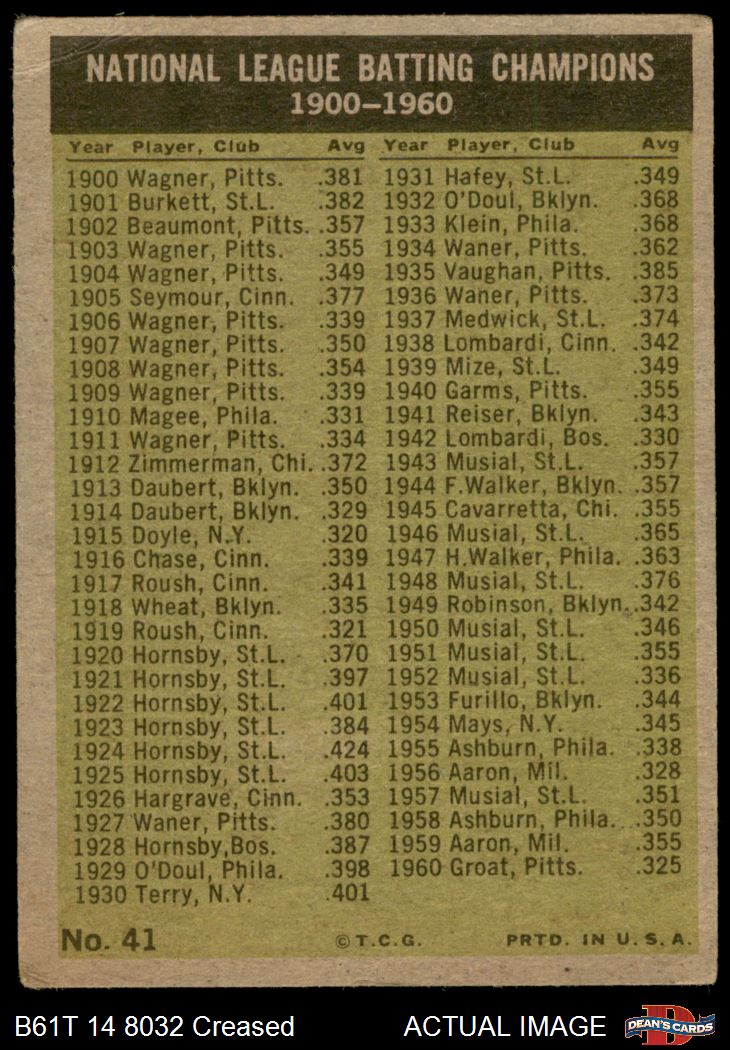 NATIONAL LEAGUE BATTING CHAMPIONS
1900–1960
Year Player, Club Avg
1900 Wagner, Pitts. .381
1901 Burkett, St.L. .382
1902 Beaumont, Pitts. .357
1903 Wagner, Pitts. .355
1904 Wagner, Pitts. .349
1905 Seymour, Cinn. .377
1906 Wagner, Pitts. .339
1907 Wagner, Pitts. .350
1908 Wagner, Pitts. .354
1909 Wagner, Pitts. .339
1910 Magee, Phila. .331
1911 Wagner, Pitts. .334
1912 Zimmerman, Chi. .372
1913 Daubert, Bklyn. .350
1914 Daubert, Bklyn. .329
1915 Doyle, N.Y. .320
1916 Chase, Cinn. .339
1917 Roush, Cinn. .341
1918 Wheat, Bklyn. .335
1919 Roush, Cinn. .321
1920 Hornsby, St.L. .370
1921 Hornsby, St.L. .397
1922 Hornsby, St.L. .401
1923 Hornsby, St.L. .384
1924 Hornsby, St.L. .424
1925 Hornsby, St.L. .403
1926 Hargrave, Cinn. .353
1927 Waner, Pitts. .380
1928 Hornsby,Bos. .387
1929 O'Doul, Phila. .398
1930 Terry, N.Y. .401
Year Player, Club Avg
1931 Hafey, St.L. .349
1932 O'Doul, Bklyn. .368
1933 Klein, Phila. .368
1934 Waner, Pitts. .362
1935 Vaughan, Pitts. .385
1936 Waner, Pitts. .373
1937 Medwick, St.L. .374
1938 Lombardi, Cinn. .342
1939 Mize, St.L. .349
1940 Garms, Pitts. .355
1941 Reiser, Bklyn. .343
1942 Lombardi, Bos. .330
1943 Musial, St.L. .357
1944 F.Walker, Bklyn. .357
1945 Cavarretta, Chi. .355
1946 Musial, St.L. .365
1947 H.Walker, Phila. .363
1948 Musial, St.L. .376
1949 Robinson, Bklyn. .342
1950 Musial, St.L. .346
1951 Musial, St.L. .355
1952 Musial, St.L. .336
1953 Furillo, Bklyn. .344
1954 Mays, N.Y. .345
1955 Ashburn, Phila. .338
1956 Aaron, Mil. .328
1957 Musial, St.L. .351
1958 Ashburn, Phila. .350
1959 Aaron, Mil. .355
1960 Groat, Pitts. .325
No. 41 © T.C.G. PRTD. IN U.S.A.
B61T 14 8032 Creased ACTUAL IMAGE
D
DEAN'S CARDS